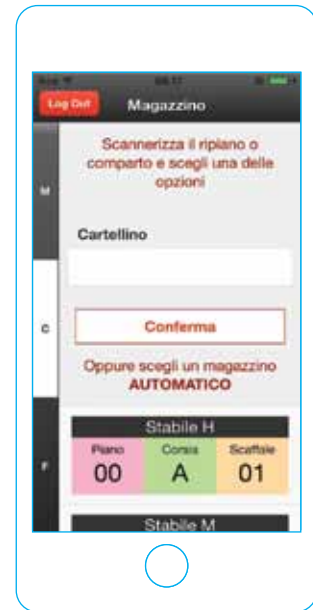 Log Out
Magazzino
M
Scannerizza il ripiano o
comparto e scegli una delle
opzioni
Cartellino
C
Conferma
Oppure scegli un magazzino
AUTOMATICO
Stabile H
Piano Corsia Scaffale
F
00 A 01
Stabile M